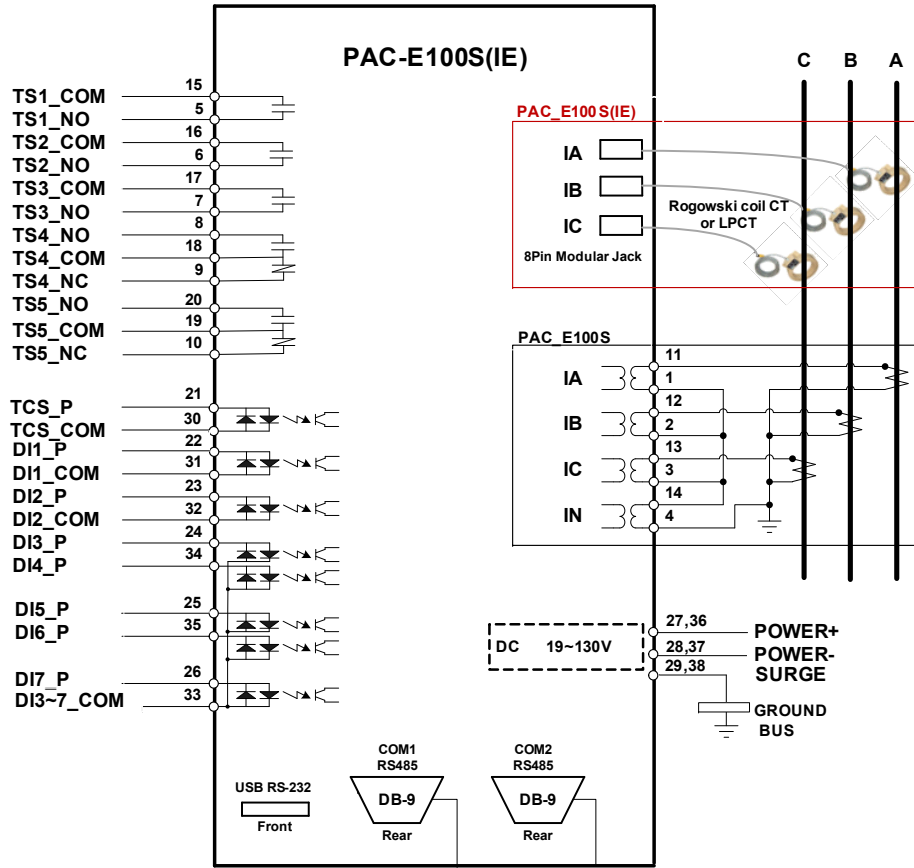 PAC-E100S(IE)
TS1_COM 15
TS1_NO 5
TS2_COM 16
TS2_NO 6
TS3_COM 17
TS3_NO 7
TS4_NO 8
TS4_COM 18
TS4_NC 9
TS5_NO 20
TS5_COM 19
TS5_NC 10
TCS_P 21
TCS_COM 30
DI1_P 22
DI1_COM 31
DI2_P 23
DI2_COM 32
DI3_P 24
DI4_P 34
DI5_P 25
DI6_P 35
DI7_P 26
DI3~7_COM 33
C B A
PAC_E100S(IE)
IA
IB
IC
8Pin Modular Jack
Rogowski coil CT
or LPCT
PAC_E100S
IA 11
1
IB 12
2
IC 13
3
IN 14
4
DC 19~130V
27,36 POWER+
28,37 POWER-
29,38 SURGE
GROUND
BUS
USB RS-232
Front
COM1
RS485
DB-9
Rear
COM2
RS485
DB-9
Rear